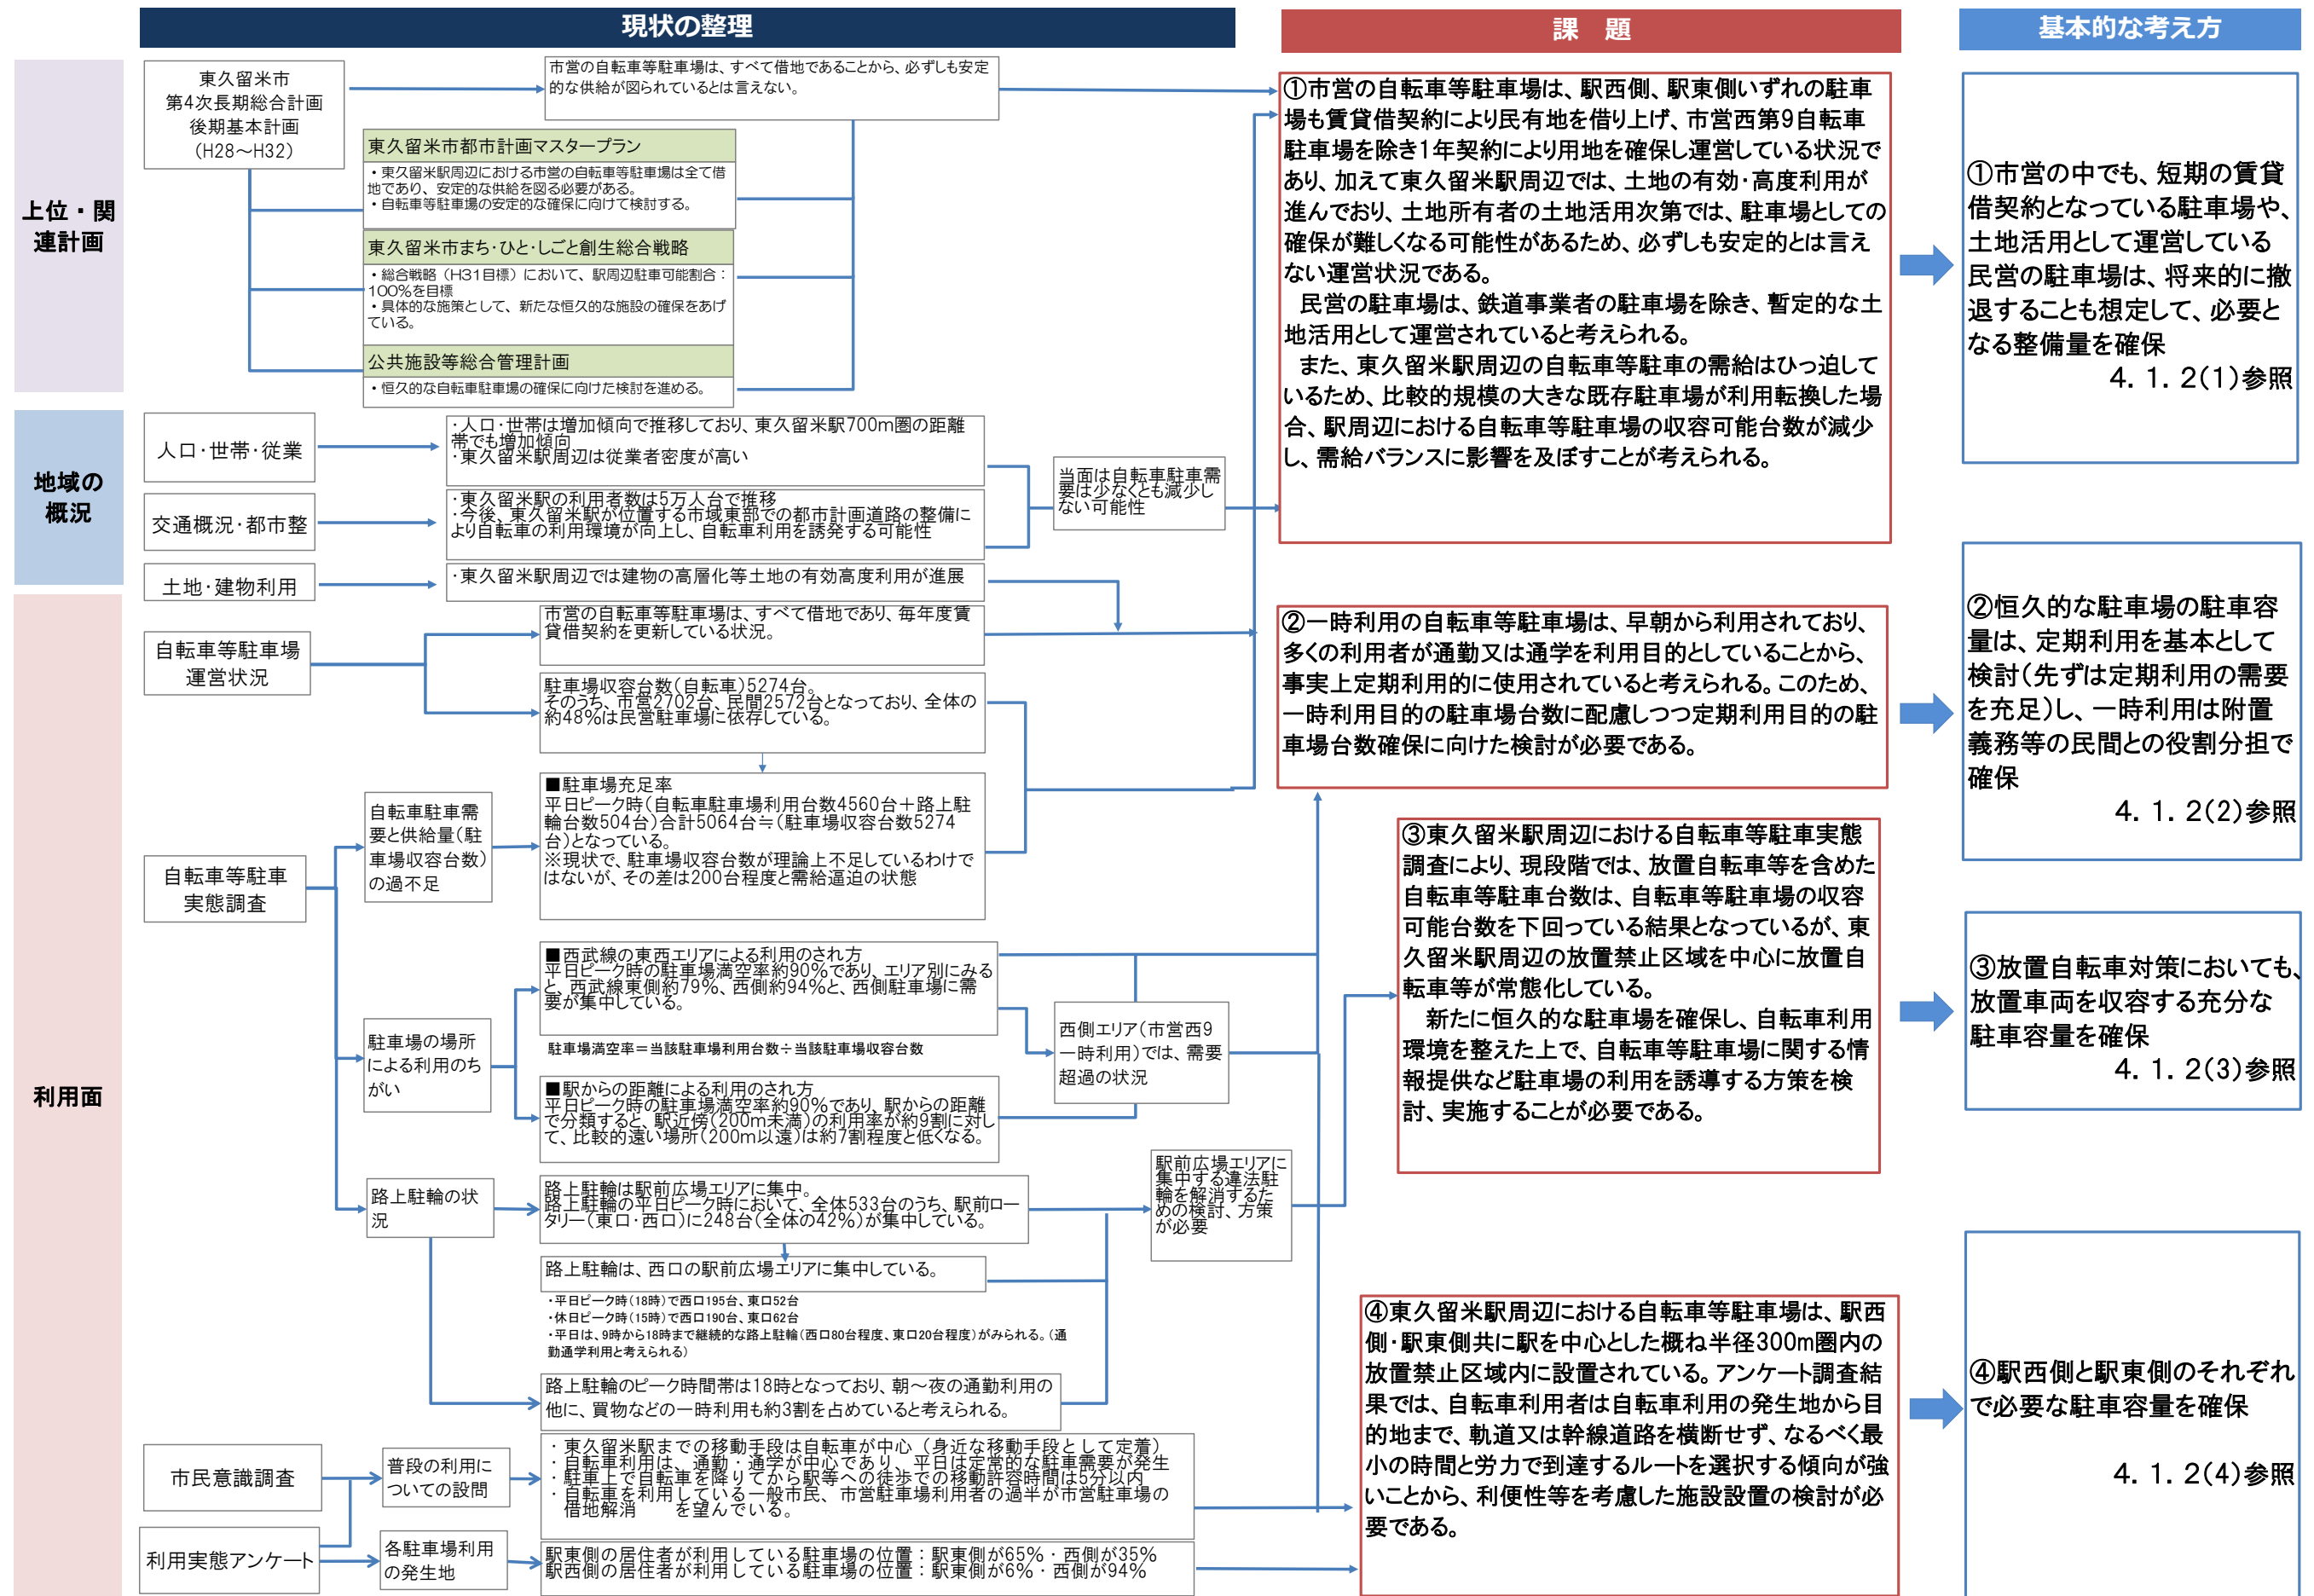 現状の整理
課　題
基本的な考え方
上位・関
連計画
東久留米市
第4次長期総合計画
後期基本計画
（H28～H32）
市営の自転車等駐車場は、すべて借地であることから、必ずしも安定
的な供給が図られているとは言えない。
東久留米市都市計画マスタープラン
・東久留米駅周辺における市営の自転車等駐車場は全て借
地であり、安定的な供給を図る必要がある。
・自転車等駐車場の安定的な確保に向けて検討する。
東久留米市まち・ひと・しごと創生総合戦略
・総合戦略（H31目標）において、駅周辺駐車可能割合：
100％を目標
・具体的な施策として、新たな恒久的な施設の確保をあげ
ている。
公共施設等総合管理計画
・恒久的な自転車駐車場の確保に向けた検討を進める。
地域の
概況
人口・世帯・従業
・人口・世帯は増加傾向で推移しており、東久留米駅700m圏の距離
帯でも増加傾向
・東久留米駅周辺は従業者密度が高い
交通概況・都市整
・東久留米駅の利用者数は5万人台で推移
・今後、東久留米駅が位置する市域東部での都市計画道路の整備に
より自転車の利用環境が向上し、自転車利用を誘発する可能性
当面は自転車駐車需
要は少なくとも減少し
ない可能性
土地・建物利用
・東久留米駅周辺では建物の高層化等土地の有効高度利用が進展
利用面
自転車等駐車場
運営状況
市営の自転車等駐車場は、すべて借地であり、毎年度賃
貸借契約を更新している状況。
駐車場収容台数（自転車）5274台。
そのうち、市営2702台、民間2572台となっており、全体の
約48％は民営駐車場に依存している。
自転車等駐車
実態調査
自転車駐車需
要と供給量（駐
車場収容台数）
の過不足
■駐車場充足率
平日ピーク時（自転車駐車場利用台数4560台＋路上駐
輪台数504台）合計5064台≒（駐車場収容台数5274
台）となっている。
※現状で、駐車場収容台数が理論上不足しているわけで
はないが、その差は200台程度と需給逼迫の状態
駐車場の場所
による利用のち
がい
■西武線の東西エリアによる利用のされ方
平日ピーク時の駐車場満空率約90％であり、エリア別にみる
と、西武線東側約79％、西側約94％と、西側駐車場に需
要が集中している。
駐車場満空率＝当該駐車場利用台数÷当該駐車場収容台数
■駅からの距離による利用のされ方
平日ピーク時の駐車場満空率約90％であり、駅からの距離
で分類すると、駅近傍（200m未満）の利用率が約9割に対し
て、比較的遠い場所（200m以遠）は約7割程度と低くなる。
西側エリア（市営西9
一時利用）では、需要
超過の状況
路上駐輪の状
況
路上駐輪は駅前広場エリアに集中。
路上駐輪の平日ピーク時において、全体533台のうち、駅前ロー
タリー（東口・西口）に248台（全体の42％）が集中している。
路上駐輪は、西口の駅前広場エリアに集中している。
・平日ピーク時（18時）で西口195台、東口52台
・休日ピーク時（15時）で西口190台、東口62台
・平日は、9時から18時まで継続的な路上駐輪（西口80台程度、東口20台程度）がみられる。（通
勤通学利用と考えられる）
路上駐輪のピーク時間帯は18時となっており、朝～夜の通勤利用の
他に、買物などの一時利用も約3割を占めていると考えられる。
駅前広場エリアに
集中する違法駐
輪を解消するた
めの検討、方策
が必要
市民意識調査
普段の利用に
ついての設問
・東久留米駅までの移動手段は自転車が中心（身近な移動手段として定着）
・自転車利用は、通勤・通学が中心であり、平日は定常的な駐車需要が発生
・駐車上で自転車を降りてから駅等への徒歩での移動許容時間は5分以内
・自転車を利用している一般市民、市営駐車場利用者の過半が市営駐車場の
借地解消　　を望んでいる。
利用実態アンケート
各駐車場利用
の発生地
駅東側の居住者が利用している駐車場の位置：駅東側が65％・西側が35％
駅西側の居住者が利用している駐車場の位置：駅東側が6％・西側が94％
①市営の自転車等駐車場は、駅西側、駅東側いずれの駐車
場も賃貸借契約により民有地を借り上げ、市営西第9自転車
駐車場を除き1年契約により用地を確保し運営している状況で
あり、加えて東久留米駅周辺では、土地の有効・高度利用が
進んでおり、土地所有者の土地活用次第では、駐車場としての
確保が難しくなる可能性があるため、必ずしも安定的とは言え
ない運営状況である。
　民営の駐車場は、鉄道事業者の駐車場を除き、暫定的な土
地活用として運営されていると考えられる。
　また、東久留米駅周辺の自転車等駐車の需給はひっ迫して
いるため、比較的規模の大きな既存駐車場が利用転換した場
合、駅周辺における自転車等駐車場の収容可能台数が減少
し、需給バランスに影響を及ぼすことが考えられる。
②一時利用の自転車等駐車場は、早朝から利用されており、
多くの利用者が通勤又は通学を利用目的としていることから、
事実上定期利用的に使用されていると考えられる。このため、
一時利用目的の駐車場台数に配慮しつつ定期利用目的の駐
車場台数確保に向けた検討が必要である。
③東久留米駅周辺における自転車等駐車実態
調査により、現段階では、放置自転車等を含めた
自転車等駐車台数は、自転車等駐車場の収容
可能台数を下回っている結果となっているが、東
久留米駅周辺の放置禁止区域を中心に放置自
転車等が常態化している。
　新たに恒久的な駐車場を確保し、自転車利用
環境を整えた上で、自転車等駐車場に関する情
報提供など駐車場の利用を誘導する方策を検
討、実施することが必要である。
④東久留米駅周辺における自転車等駐車場は、駅西
側・駅東側共に駅を中心とした概ね半径300m圏内の
放置禁止区域内に設置されている。アンケート調査結
果では、自転車利用者は自転車利用の発生地から目
的地まで、軌道又は幹線道路を横断せず、なるべく最
小の時間と労力で到達するルートを選択する傾向が強
いことから、利便性等を考慮した施設設置の検討が必
要である。
①市営の中でも、短期の賃貸
借契約となっている駐車場や、
土地活用として運営している
民営の駐車場は、将来的に撤
退することも想定して、必要と
なる整備量を確保
4．1．2（1）参照
②恒久的な駐車場の駐車容
量は、定期利用を基本として
検討（先ずは定期利用の需要
を充足）し、一時利用は附置
義務等の民間との役割分担で
確保
4．1．2（2）参照
③放置自転車対策においても、
放置車両を収容する充分な
駐車容量を確保
4．1．2（3）参照
④駅西側と駅東側のそれぞれ
で必要な駐車容量を確保
4．1．2（4）参照